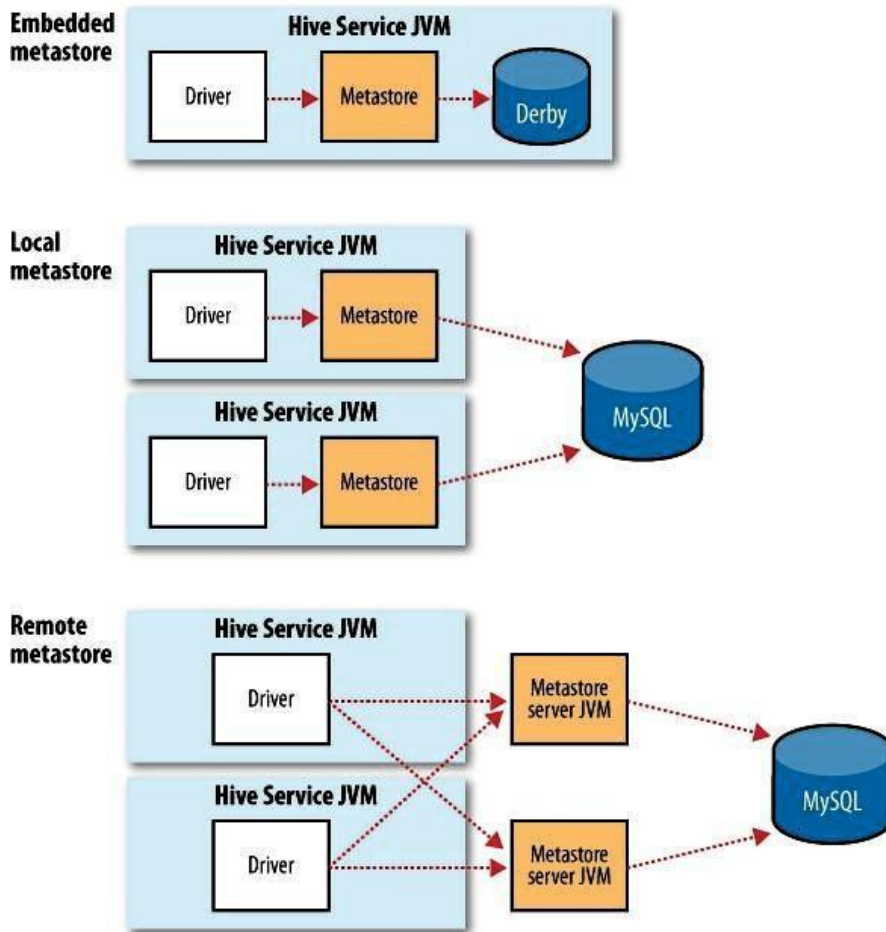 Embedded
metastore
Hive Service JVM
Driver
Metastore
Derby
Local
metastore
Hive Service JVM
Driver
Metastore
Hive Service JVM
Driver
Metastore
MySQL
Remote
metastore
Hive Service JVM
Driver
Metastore
server JVM
Hive Service JVM
Driver
Metastore
server JVM
MySQL